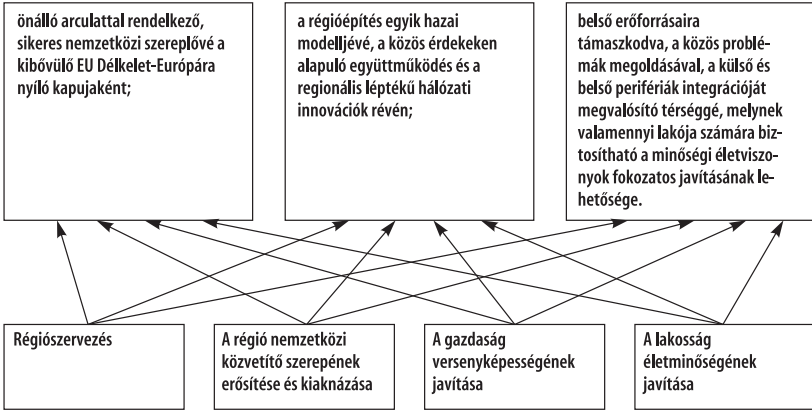 önálló arculattal rendelkező,
sikeres nemzetközi szereplővé a
kibővülő EU Délkelet-Európára
nyíló kapujaként;
a régióépítés egyik hazai
modelljévé, a közös érdekeken
alapuló együttműködés és a
regionális léptékű hálózati
innovációk révén;
belső erőforrásaira
támaszkodva, a közös problé-
mák megoldásával, a külső és
belső perifériák integrációját
megvalósító térséggé, melynek
valamennyi lakója számára biz-
tosítható a minőségi életviszo-
nyok fokozatos javításának le-
hetősége.
Régiószervezés
A régió nemzetközi
közvetítő szerepének
erősítése és kiaknázása
A gazdaság
versenyképességének
javítása
A lakosság
életminőségének
javítása